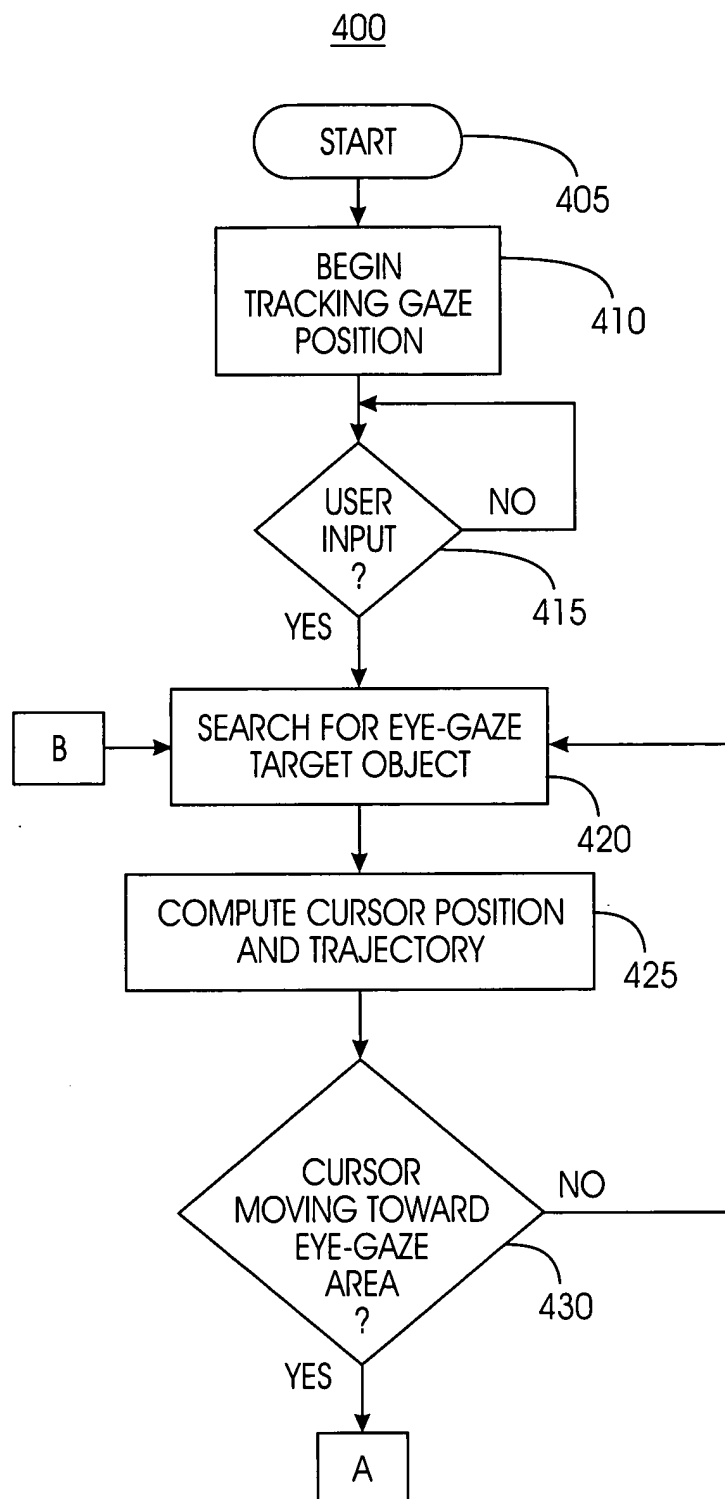 400
START
405
BEGIN
TRACKING GAZE
POSITION
410
USER
INPUT
?
NO
415
YES
B
SEARCH FOR EYE-GAZE
TARGET OBJECT
420
COMPUTE CURSOR POSITION
AND TRAJECTORY
425
CURSOR
MOVING TOWARD
EYE-GAZE
AREA
?
NO
430
YES
A